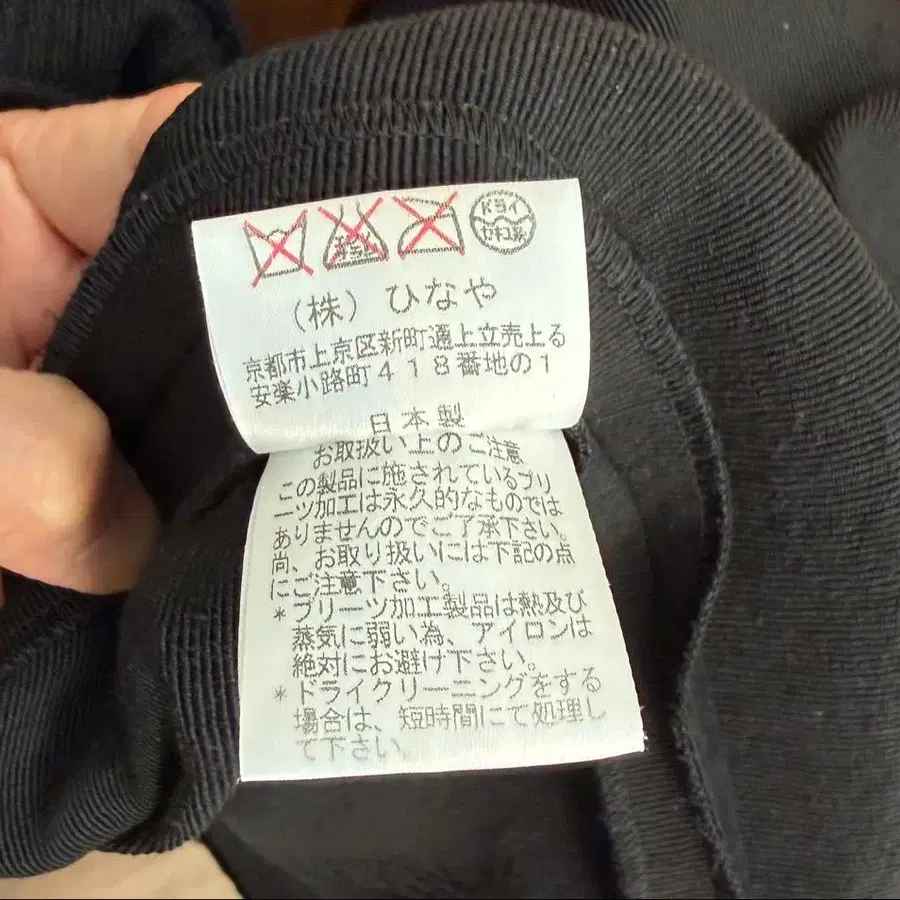 ドライ
セキユ系
(株) ひなや
京都市上京区新町通上立売上る
安楽小路町418番地の1
日本製
お取扱い上のご注意
この製品に施されているプリ
ーツ加工は永久的なものでは
ありませんのでご了承下さい。
尚、お取り扱いには下記の点
にご注意下さい。
* プリーツ加工製品は熱及び
蒸気に弱い為、アイロンは
絶対にお避け下さい。
* ドライクリーニングをする
場合は、短時間にて処理し
て下さい。